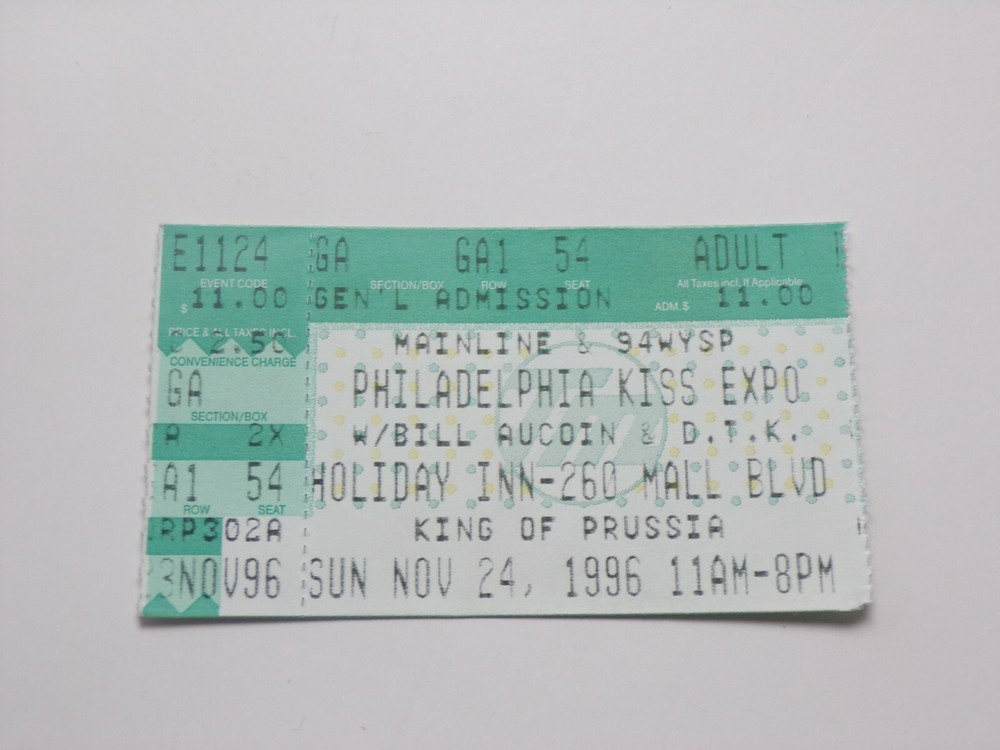 E1124
EVENT CODE
$ 11.00
PRICE & ALL TAXES INCL.
2.50
CONVENIENCE CHARGE
GA
SECTION/BOX
A 2X
A1 54
ROW SEAT
RP302A
3NOV96
GA GA1 54 ADULT
SECTION/BOX ROW SEAT All Taxes incl. If Applicable
GEN'L ADMISSION ADM.$ 11.00
MAINLINE & 94WYSP
PHILADELPHIA KISS EXPO
W/BILL AUCOIN & D.T.K.
HOLIDAY INN-260 MALL BLVD
KING OF PRUSSIA
SUN NOV 24, 1996 11AM-8PM